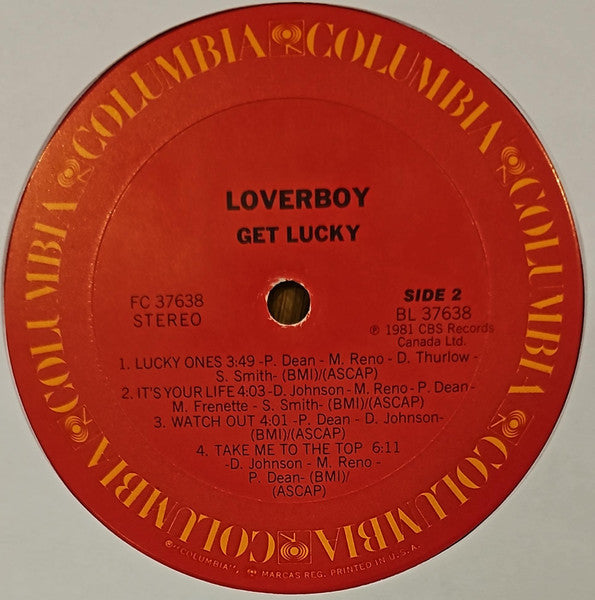 COLUMBIA COLUMBIA COLUMBIA COLUMBIA COLUMBIA COLUMBIA
LOVERBOY
GET LUCKY
FC 37638
STEREO
SIDE 2
BL 37638
℗ 1981 CBS Records
Canada Ltd.
1. LUCKY ONES 3:49 -P. Dean - M. Reno - D. Thurlow -
S. Smith- (BMI)/(ASCAP)
2. IT'S YOUR LIFE 4:03 -D. Johnson - M. Reno - P. Dean -
M. Frenette - S. Smith- (BMI)/(ASCAP)
3. WATCH OUT 4:01 -P. Dean - D. Johnson-
(BMI)/(ASCAP)
4. TAKE ME TO THE TOP 6:11
-D. Johnson - M. Reno -
P. Dean- (BMI)/
(ASCAP)
®"COLUMBIA", MARCAS REG. PRINTED IN U.S.A.